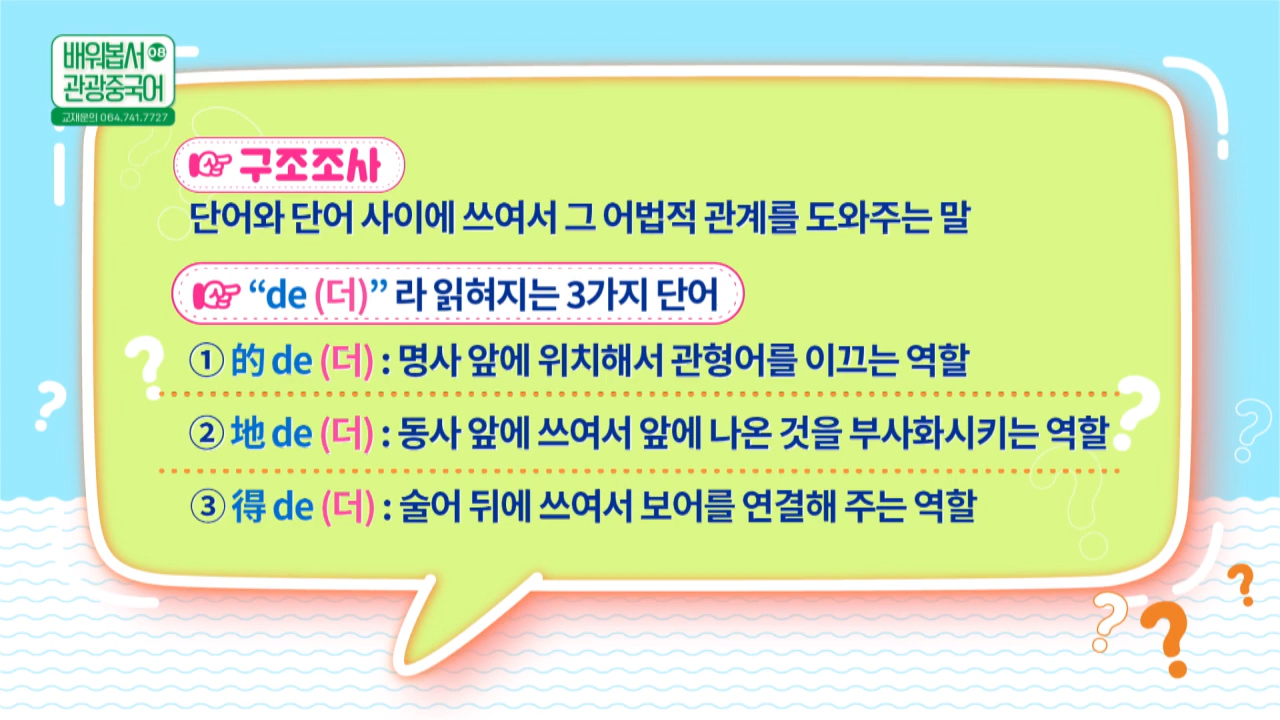 배워봅서 08
관광중국어
교재문의 064.741.7727
구조조사
단어와 단어 사이에 쓰여서 그 어법적 관계를 도와주는 말
“de (더)” 라 읽혀지는 3가지 단어
① 的 de (더) : 명사 앞에 위치해서 관형어를 이끄는 역할
② 地 de (더) : 동사 앞에 쓰여서 앞에 나온 것을 부사화시키는 역할
③ 得 de (더) : 술어 뒤에 쓰여서 보어를 연결해 주는 역할